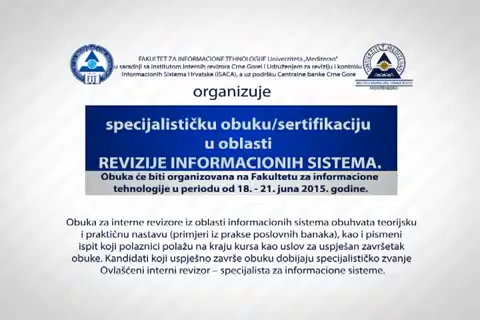 FAKULTET ZA INFORMACIONE TEHNOLOGIJE Univerziteta „Mediteran"
u saradnji sa Institutom Internih revizora Crne Gore i Udruženjem za reviziju i kontrolu
Informacionih Sistema Hrvatske (ISACA), a uz podršku Centralne banke Crne Gore
organizuje
specijalističku obuku/sertifikaciju
u oblasti
REVIZIJE INFORMACIONIH SISTEMA.
Obuka će biti organizovana na Fakultetu za informacione
tehnologije u periodu od 18. - 21. juna 2015. godine.
Obuka za interne revizore iz oblasti informacionih sistema obuhvata teorijsku
i praktičnu nastavu (primjeri iz prakse poslovnih banaka), kao i pismeni
ispit koji polaznici polažu na kraju kursa kao uslov za uspješan završetak
obuke. Kandidati koji uspješno završe obuku dobijaju specijalističko zvanje
Ovlašćeni interni revizor – specijalista za informacione sisteme.